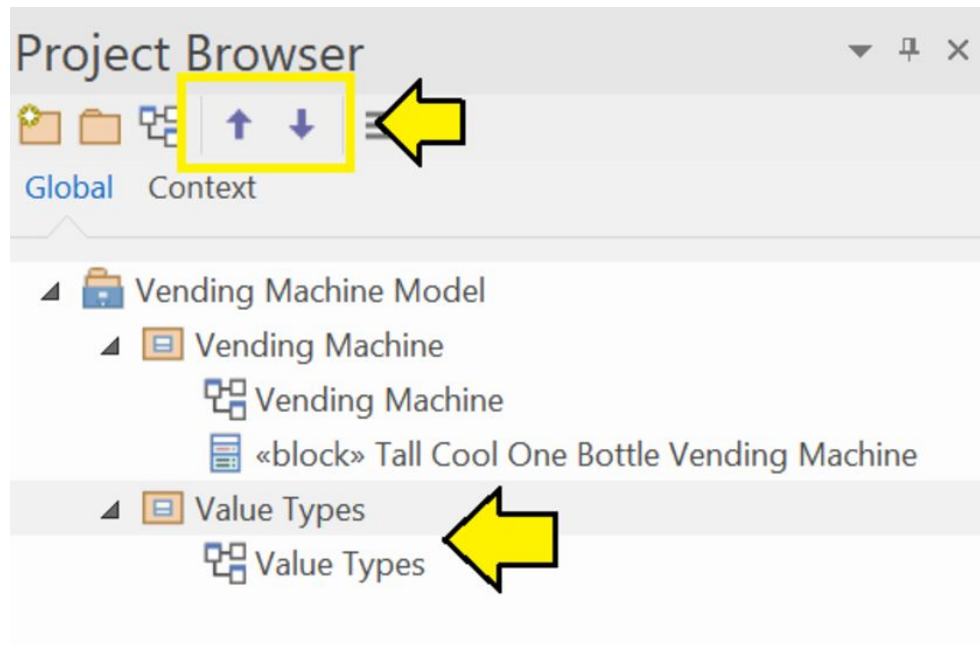 Project Browser
Global Context
Vending Machine Model
Vending Machine
Vending Machine
«block» Tall Cool One Bottle Vending Machine
Value Types
Value Types